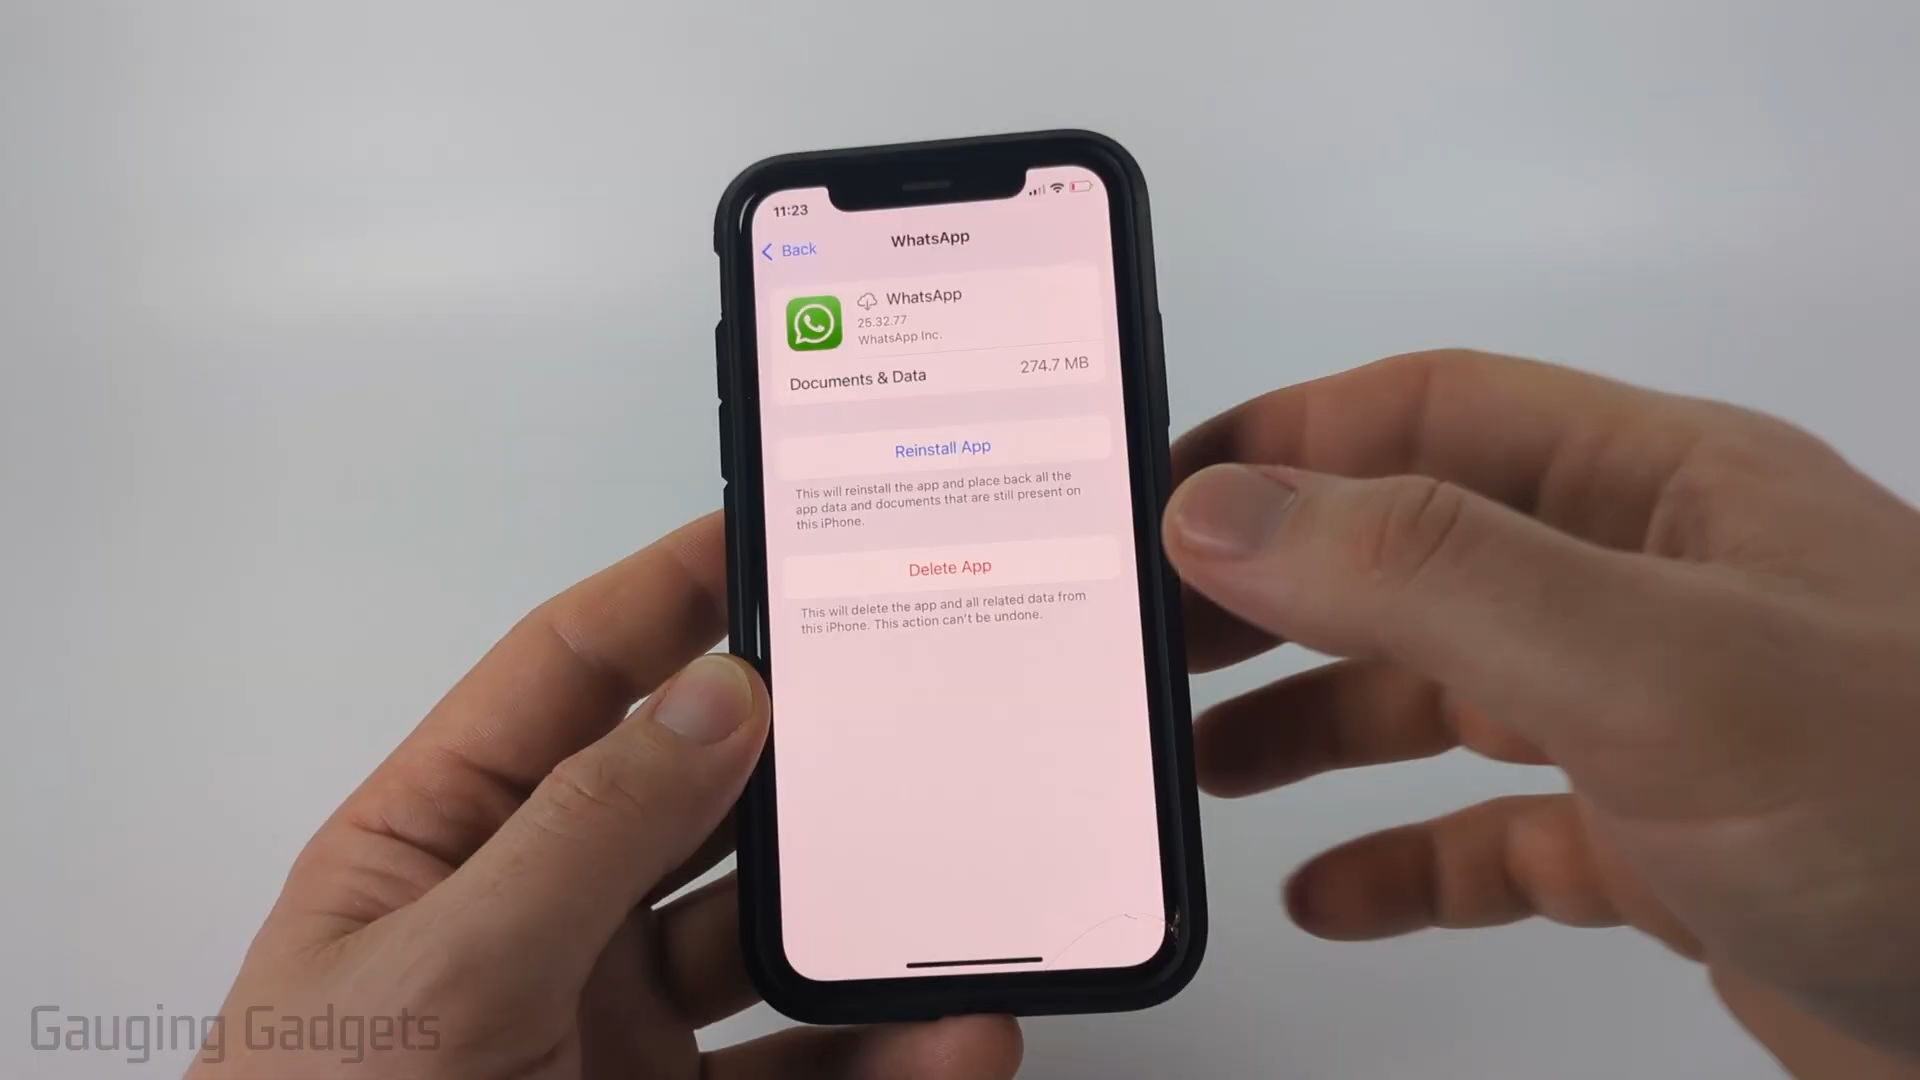 11:23
Back
WhatsApp
WhatsApp
25.32.77
WhatsApp Inc.
Documents & Data 274.7 MB
Reinstall App
This will reinstall the app and place back all the
app data and documents that are still present on
this iPhone.
Delete App
This will delete the app and all related data from
this iPhone. This action can't be undone.
Gauging Gadgets